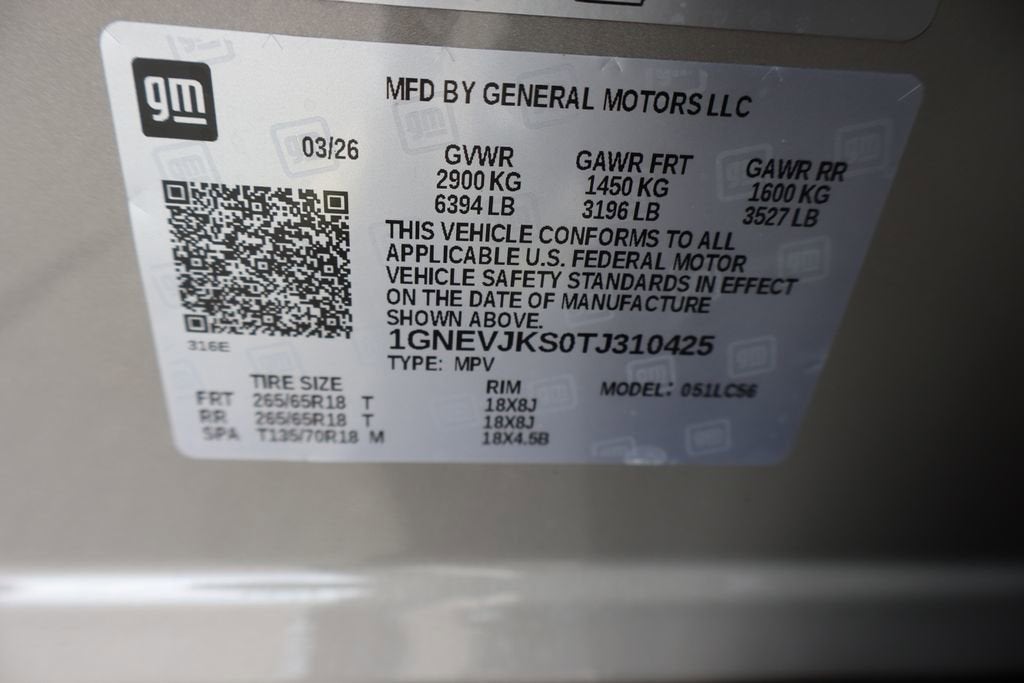 gm
MFD BY GENERAL MOTORS LLC
03/26
GVWR GAWR FRT GAWR RR
2900 KG 1450 KG 1600 KG
6394 LB 3196 LB 3527 LB
THIS VEHICLE CONFORMS TO ALL
APPLICABLE U.S. FEDERAL MOTOR
VEHICLE SAFETY STANDARDS IN EFFECT
ON THE DATE OF MANUFACTURE
SHOWN ABOVE.
1GNEVJKS0TJ310425
316E
TYPE: MPV
TIRE SIZE RIM MODEL: 051LC56
FRT 265/65R18 T 18X8J
RR 265/65R18 T 18X8J
SPA T135/70R18 M 18X4.5B